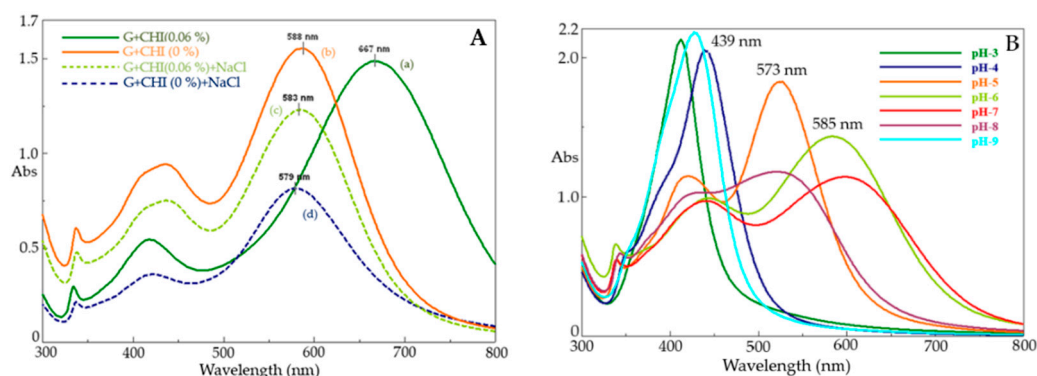 A
1.7
1.5
1.0
Abs
0.5
0
300
400
500
600
700
800
Wavelength (nm)
G+CHI(0.06 %)
G+CHI (0 %)
G+CHI(0.06 %)+NaCl
G+CHI (0 %)+NaCl
588 nm
(b)
667 nm
(a)
583 nm
(c)
579 nm
(d)
B
2.2
2.0
Abs
1.0
0
300
400
500
600
700
800
Wavelength (nm)
439 nm
573 nm
585 nm
pH-3
pH-4
pH-5
pH-6
pH-7
pH-8
pH-9